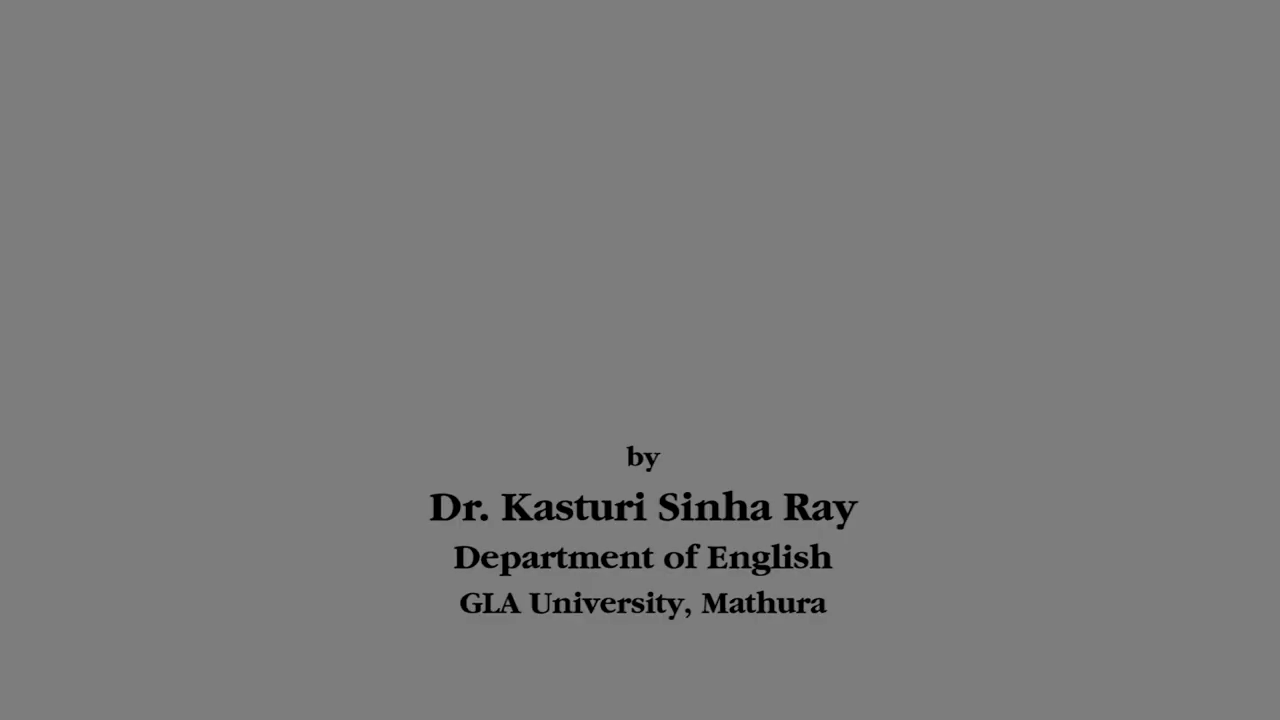 by
Dr. Kasturi Sinha Ray
Department of English
GLA University, Mathura